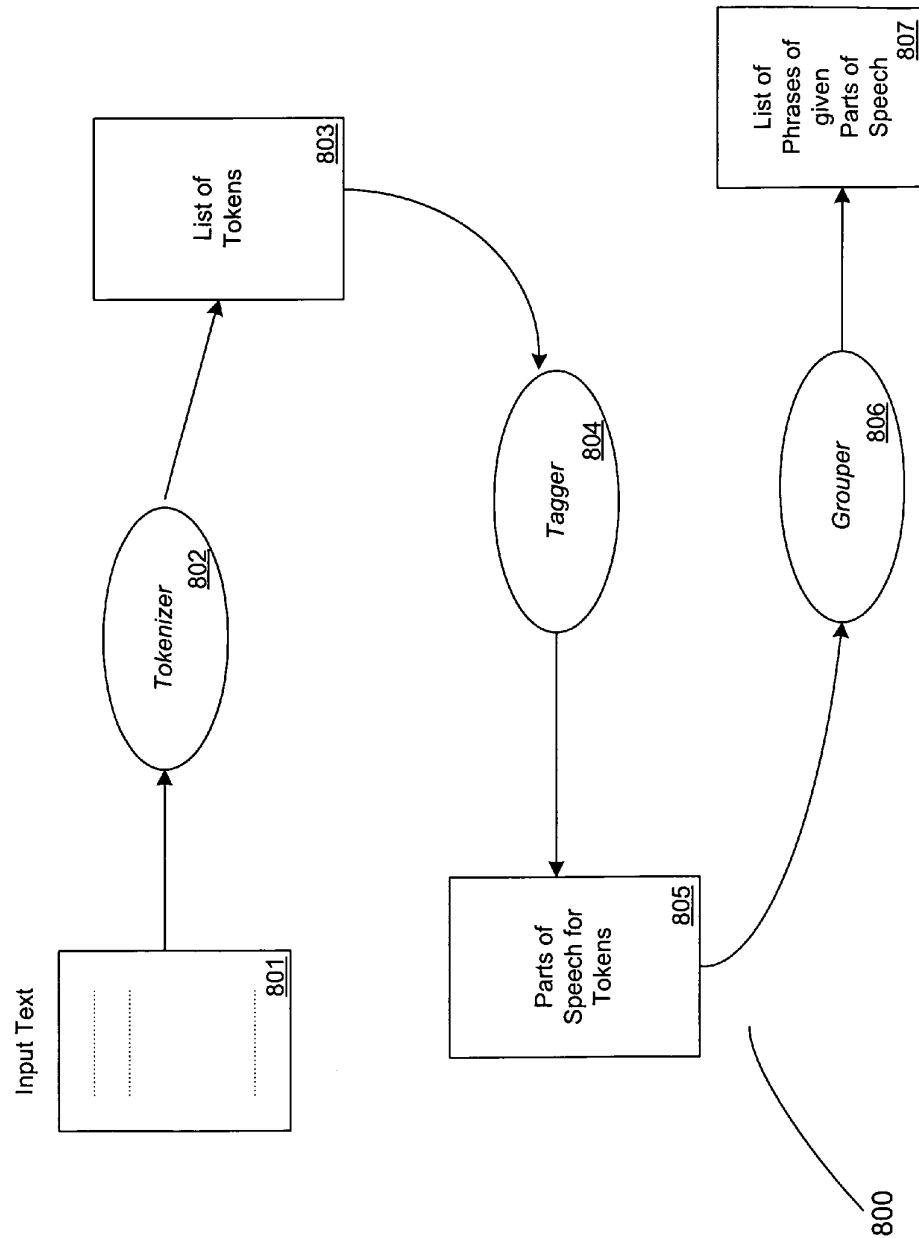 Input Text
801
Tokenizer
802
List of
Tokens
803
Tagger
804
Parts of
Speech for
Tokens
805
Grouper
806
List of
Phrases of
given
Parts of
Speech
807
800